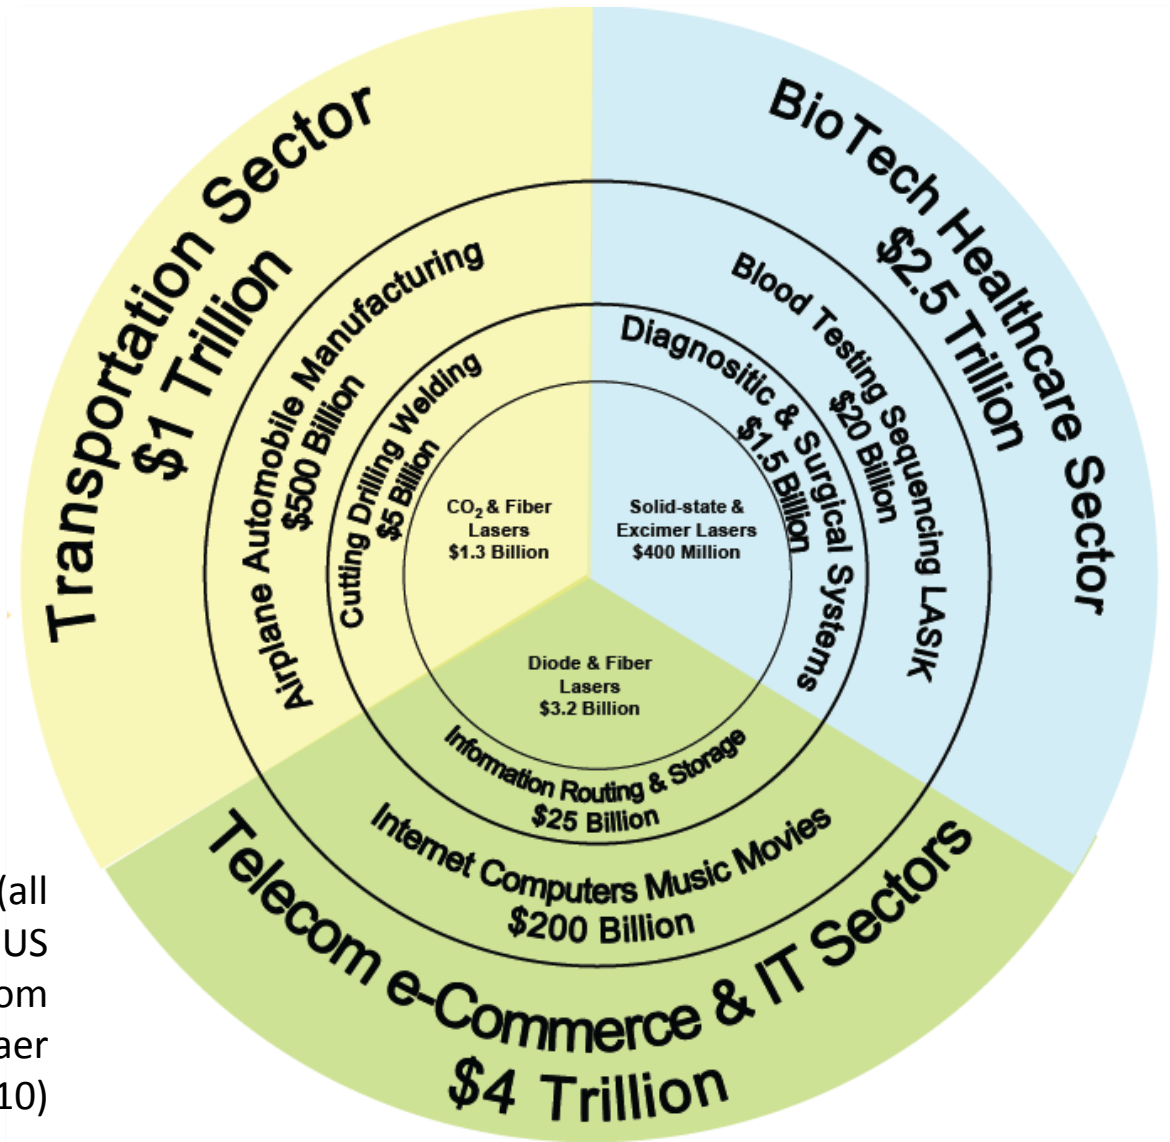 Transportation Sector
$1 Trillion
Airplane Automobile Manufacturing
$500 Billion
Cutting Drilling Welding
$5 Billion
CO₂ & Fiber
Lasers
$1.3 Billion
BioTech Healthcare Sector
$2.5 Trillion
Blood Testing Sequencing LASIK
$20 Billion
Diagnositic & Surgical Systems
$1.5 Billion
Solid-state &
Excimer Lasers
$400 Million
Diode & Fiber
Lasers
$3.2 Billion
Information Routing & Storage
$25 Billion
Internet Computers Music Movies
$200 Billion
Telecom e-Commerce & IT Sectors
$4 Trillion
(all
US
om
aer
10)